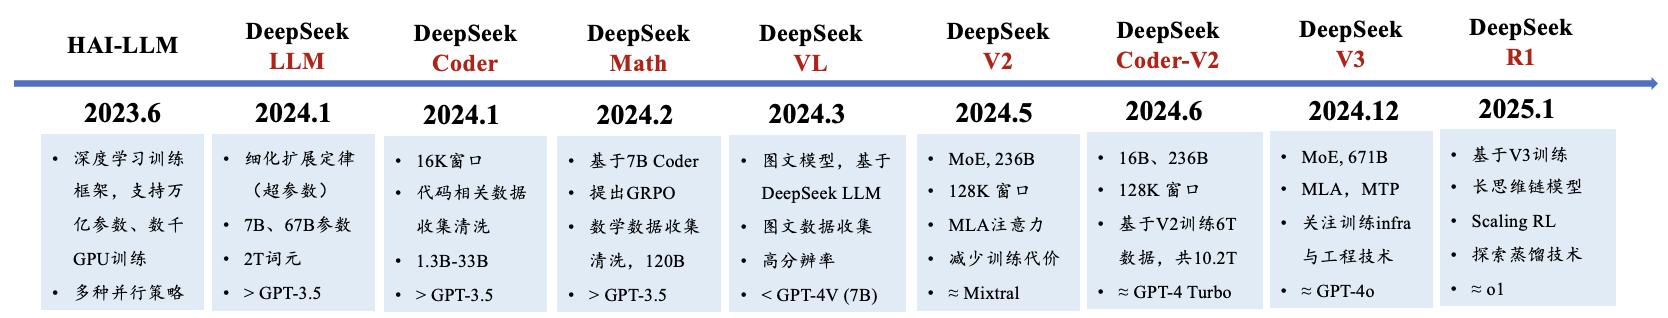 HAI-LLM
2023.6
• 深度学习训练
框架，支持万
亿参数、数千
GPU训练
• 多种并行策略
DeepSeek
LLM
2024.1
• 细化扩展定律
（超参数）
• 7B、67B参数
• 2T词元
• > GPT-3.5
DeepSeek
Coder
2024.1
• 16K窗口
• 代码相关数据
收集清洗
• 1.3B-33B
• > GPT-3.5
DeepSeek
Math
2024.2
• 基于7B Coder
• 提出GRPO
• 数学数据收集
清洗，120B
• > GPT-3.5
DeepSeek
VL
2024.3
• 图文模型，基于
DeepSeek LLM
• 图文数据收集
• 高分辨率
• < GPT-4V (7B)
DeepSeek
V2
2024.5
• MoE, 236B
• 128K 窗口
• MLA注意力
• 减少训练代价
• ≈ Mixtral
DeepSeek
Coder-V2
2024.6
• 16B、236B
• 128K 窗口
• 基于V2训练6T
数据，共10.2T
• ≈ GPT-4 Turbo
DeepSeek
V3
2024.12
• MoE, 671B
• MLA，MTP
• 关注训练infra
与工程技术
• ≈ GPT-4o
DeepSeek
R1
2025.1
• 基于V3训练
• 长思维链模型
• Scaling RL
• 探索蒸馏技术
• ≈ o1